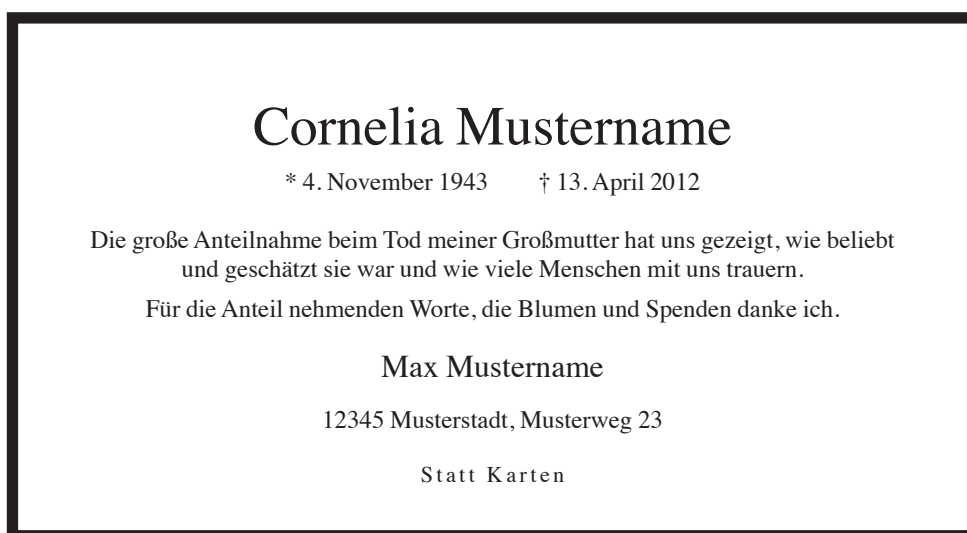 Cornelia Mustername
* 4. November 1943 † 13. April 2012
Die große Anteilnahme beim Tod meiner Großmutter hat uns gezeigt, wie beliebt
und geschätzt sie war und wie viele Menschen mit uns trauern.
Für die Anteil nehmenden Worte, die Blumen und Spenden danke ich.
Max Mustername
12345 Musterstadt, Musterweg 23
Statt Karten